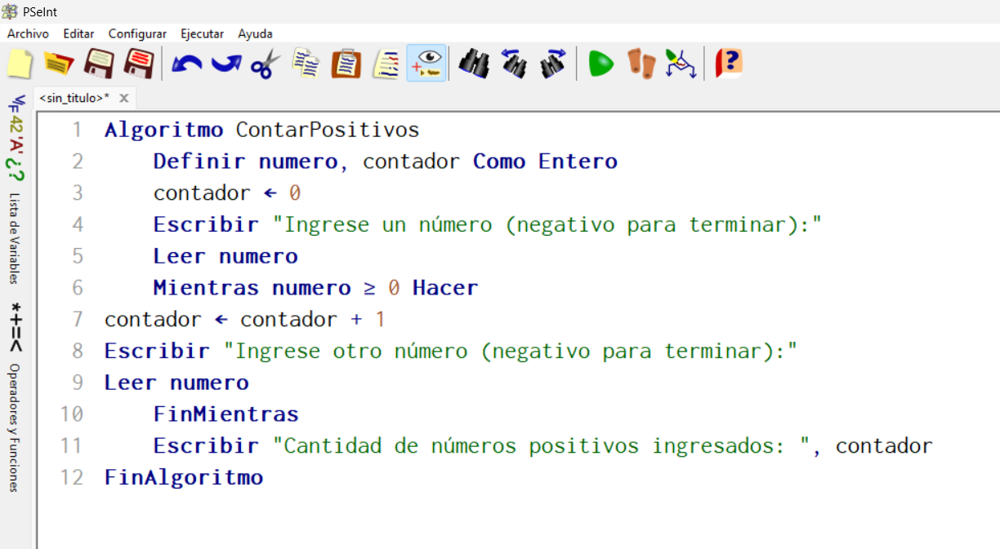 PSeInt
Archivo Editar Configurar Ejecutar Ayuda
<sin_titulo>* x
V/F 42 'A' ¿? Lista de Variables
*+=< Operadores y Funciones
1 Algoritmo ContarPositivos
2     Definir numero, contador Como Entero
3     contador ← 0
4     Escribir "Ingrese un número (negativo para terminar):"
5     Leer numero
6     Mientras numero ≥ 0 Hacer
7 contador ← contador + 1
8 Escribir "Ingrese otro número (negativo para terminar):"
9 Leer numero
10     FinMientras
11     Escribir "Cantidad de números positivos ingresados: ", contador
12 FinAlgoritmo